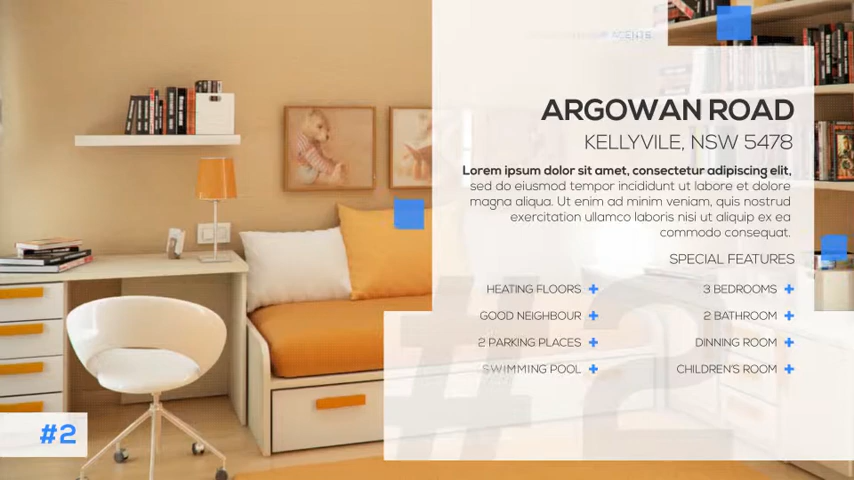 ARGOWAN ROAD
KELLYVILE, NSW 5478
Lorem ipsum dolor sit amet, consectetur adipiscing elit,
sed do eiusmod tempor incididunt ut labore et dolore
magna aliqua. Ut enim ad minim veniam, quis nostrud
exercitation ullamco laboris nisi ut aliquip ex ea
commodo consequat.
SPECIAL FEATURES
HEATING FLOORS + 3 BEDROOMS +
GOOD NEIGHBOUR + 2 BATHROOM +
2 PARKING PLACES + DINNING ROOM +
SWIMMING POOL + CHILDREN'S ROOM +
#2
#2